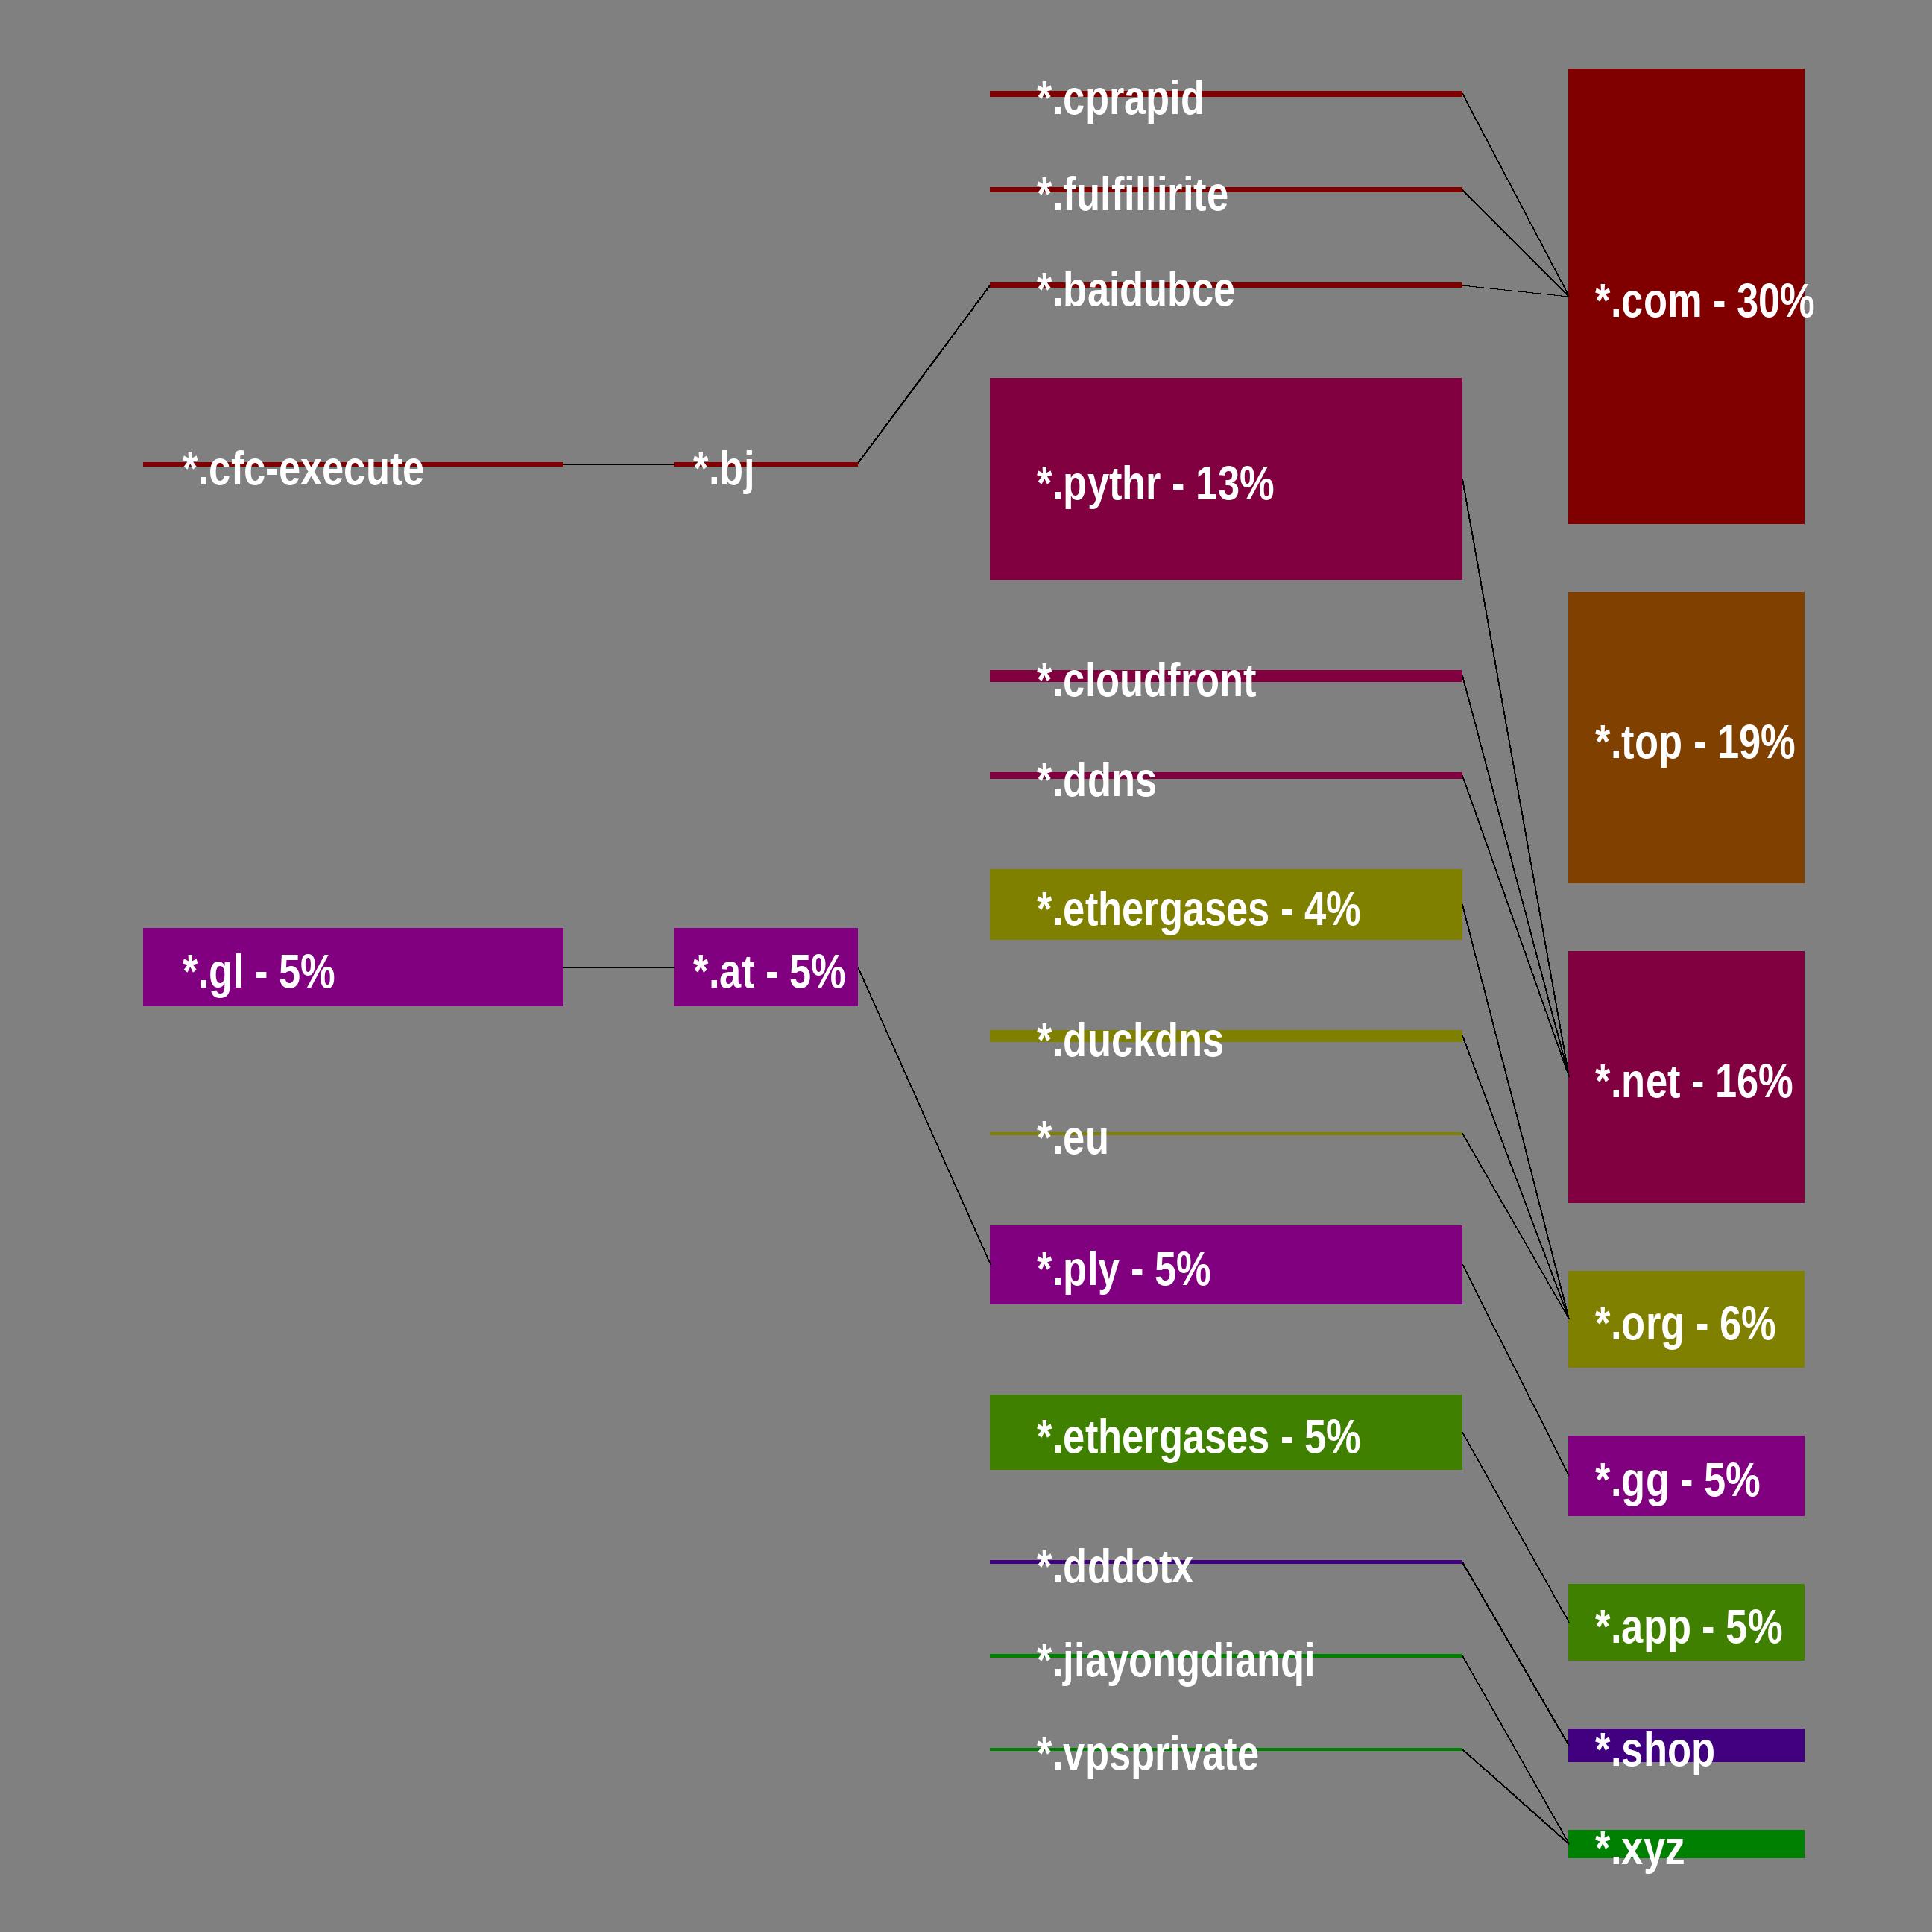 *.cprapid
*.fulfillirite
*.baidubce
*.com - 30%
*.cfc-execute
*.bj
*.pythr - 13%
*.cloudfront
*.top - 19%
*.ddns
*.ethergases - 4%
*.gl - 5%
*.at - 5%
*.duckdns
*.net - 16%
*.eu
*.ply - 5%
*.org - 6%
*.ethergases - 5%
*.gg - 5%
*.dddotx
*.app - 5%
*.jiayongdianqi
*.shop
*.vpsprivate
*.xyz